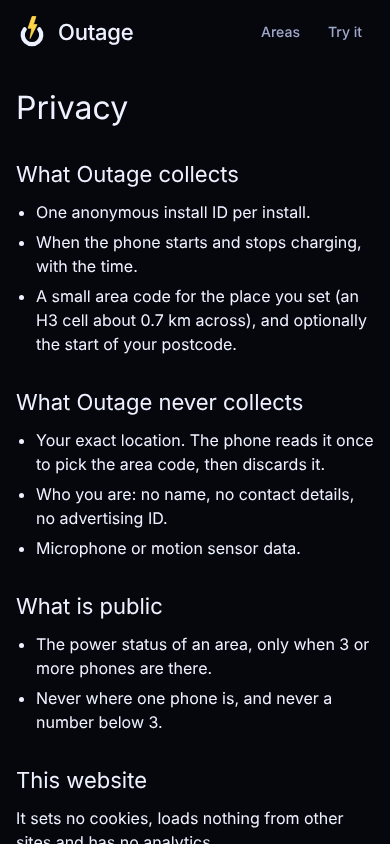 Outage
Areas
Try it
Privacy
What Outage collects
• One anonymous install ID per install.
• When the phone starts and stops charging,
with the time.
• A small area code for the place you set (an
H3 cell about 0.7 km across), and optionally
the start of your postcode.
What Outage never collects
• Your exact location. The phone reads it once
to pick the area code, then discards it.
• Who you are: no name, no contact details,
no advertising ID.
• Microphone or motion sensor data.
What is public
• The power status of an area, only when 3 or
more phones are there.
• Never where one phone is, and never a
number below 3.
This website
It sets no cookies, loads nothing from other
sites and has no analytics